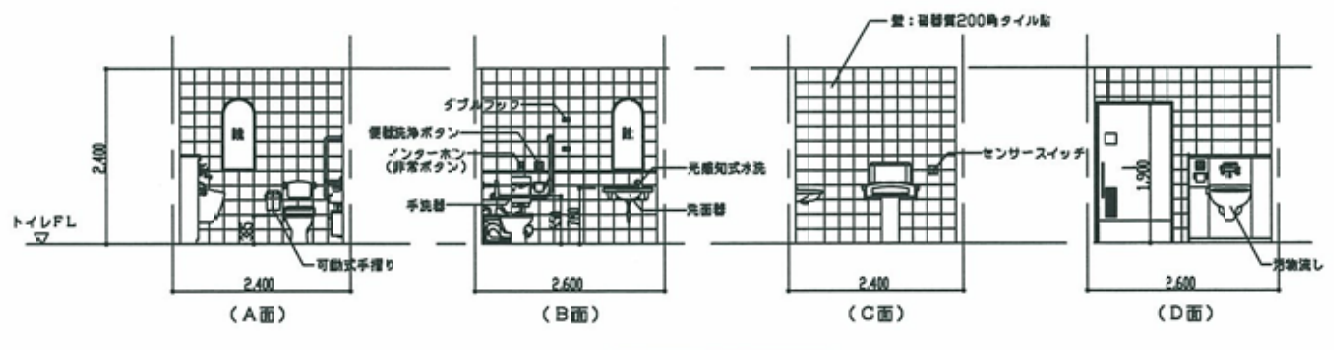 壁：磁器質200角タイル貼
ダブルフック
便器洗浄ボタン
インターホン
(非常ボタン)
手洗器
光感知式水洗
洗面器
センサースイッチ
2,400
トイレFL
385
可動式手摺り
550
780
1,900
汚物流し
2,400
2,600
2,400
2,600
(A面)
(B面)
(C面)
(D面)